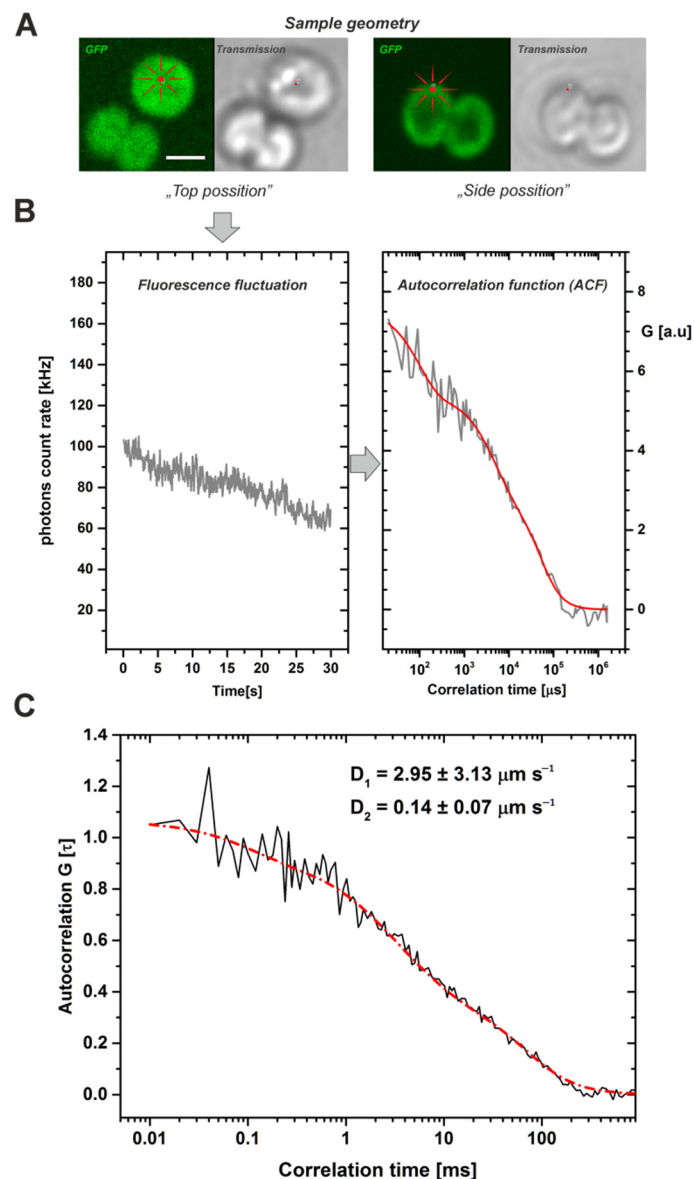 A
Sample geometry
GFP
Transmission
GFP
Transmission
„Top possition”
„Side possition”
B
Fluorescence fluctuation
180
160
140
120
100
80
60
40
20
photons count rate [kHz]
0 5 10 15 20 25 30
Time[s]
Autocorrelation function (ACF)
G [a.u]
8
6
4
2
0
10² 10³ 10⁴ 10⁵ 10⁶
Correlation time [µs]
C
D₁ = 2.95 ± 3.13 µm s⁻¹
D₂ = 0.14 ± 0.07 µm s⁻¹
1.4
1.2
1.0
0.8
0.6
0.4
0.2
0.0
Autocorrelation G [τ]
0.01 0.1 1 10 100
Correlation time [ms]